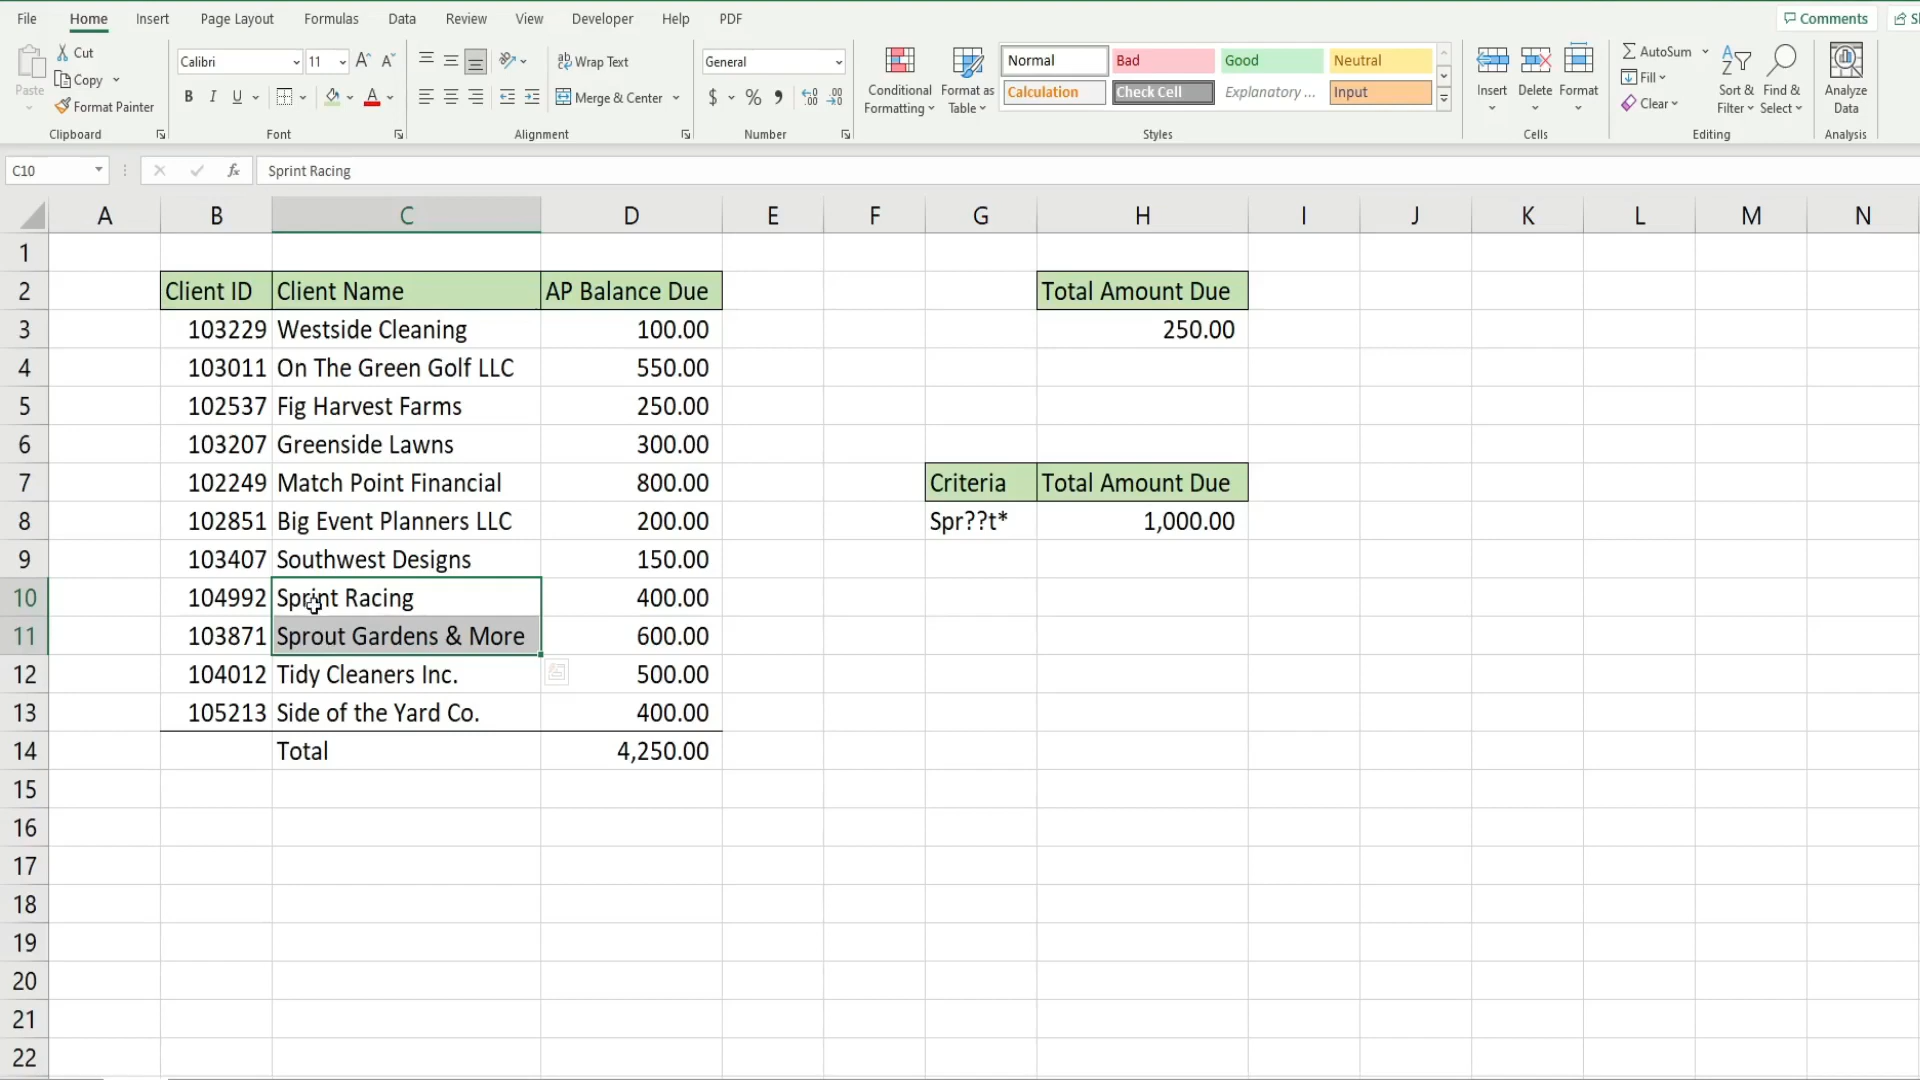 File Home Insert Page Layout Formulas Data Review View Developer Help PDF Comments
Cut
Copy
Format Painter
Paste
Clipboard
Calibri 11
B I U
Font
Wrap Text
Merge & Center
Alignment
General
$ % ,
Number
Conditional Formatting
Format as Table
Normal Bad Good Neutral
Calculation Check Cell Explanatory ... Input
Styles
Insert Delete Format
Cells
AutoSum
Fill
Clear
Sort & Filter
Find & Select
Editing
Analyze Data
Analysis
C10 fx Sprint Racing
A B C D E F G H I J K L M N
1
2 Client ID Client Name AP Balance Due Total Amount Due
3 103229 Westside Cleaning 100.00 250.00
4 103011 On The Green Golf LLC 550.00
5 102537 Fig Harvest Farms 250.00
6 103207 Greenside Lawns 300.00
7 102249 Match Point Financial 800.00 Criteria Total Amount Due
8 102851 Big Event Planners LLC 200.00 Spr??t* 1,000.00
9 103407 Southwest Designs 150.00
10 104992 Sprint Racing 400.00
11 103871 Sprout Gardens & More 600.00
12 104012 Tidy Cleaners Inc. 500.00
13 105213 Side of the Yard Co. 400.00
14 Total 4,250.00
15
16
17
18
19
20
21
22